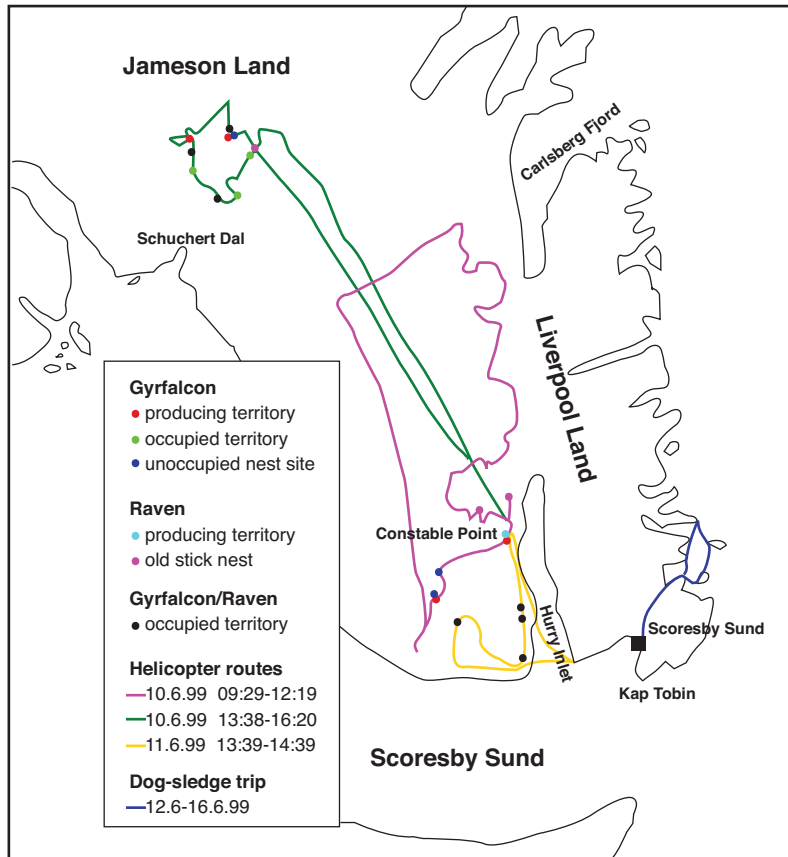 Jameson Land
Carlsberg Fjord
Schuchert Dal
Liverpool Land
Gyrfalcon
producing territory
occupied territory
unoccupied nest site
Raven
producing territory
old stick nest
Gyrfalcon/Raven
occupied territory
Helicopter routes
10.6.99 09:29-12:19
10.6.99 13:38-16:20
11.6.99 13:39-14:39
Dog-sledge trip
12.6-16.6.99
Constable Point
Hurry Inlet
Scoresby Sund
Kap Tobin
Scoresby Sund